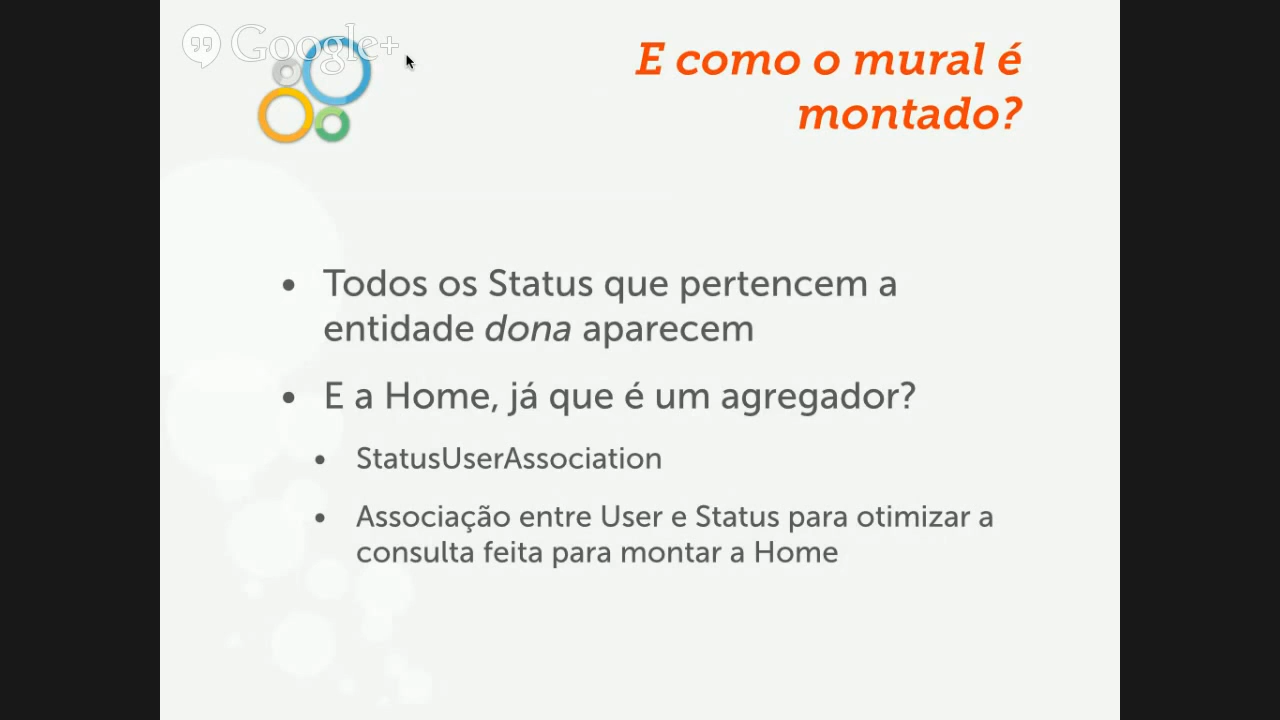 Google+
E como o mural é
montado?
• Todos os Status que pertencem a
entidade dona aparecem
• E a Home, já que é um agregador?
• StatusUserAssociation
• Associação entre User e Status para otimizar a
consulta feita para montar a Home